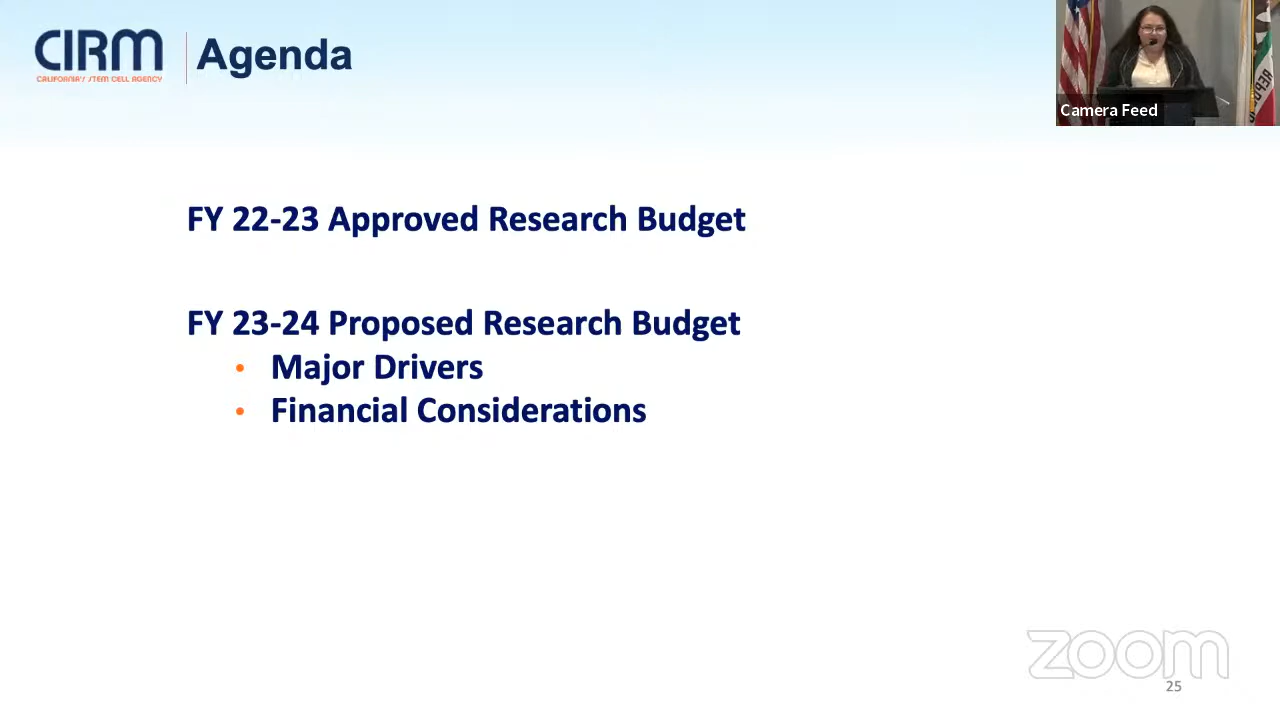 CIRM
CALIFORNIA'S STEM CELL AGENCY
Agenda
Camera Feed
FY 22-23 Approved Research Budget
FY 23-24 Proposed Research Budget
• Major Drivers
• Financial Considerations
zoom
25